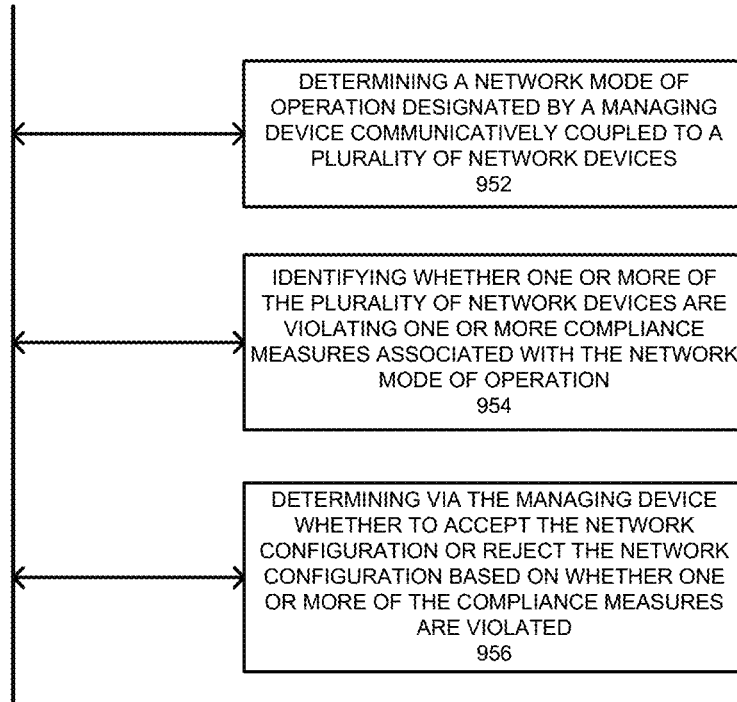 DETERMINING A NETWORK MODE OF
OPERATION DESIGNATED BY A MANAGING
DEVICE COMMUNICATIVELY COUPLED TO A
PLURALITY OF NETWORK DEVICES
952
IDENTIFYING WHETHER ONE OR MORE OF
THE PLURALITY OF NETWORK DEVICES ARE
VIOLATING ONE OR MORE COMPLIANCE
MEASURES ASSOCIATED WITH THE NETWORK
MODE OF OPERATION
954
DETERMINING VIA THE MANAGING DEVICE
WHETHER TO ACCEPT THE NETWORK
CONFIGURATION OR REJECT THE NETWORK
CONFIGURATION BASED ON WHETHER ONE
OR MORE OF THE COMPLIANCE MEASURES
ARE VIOLATED
956